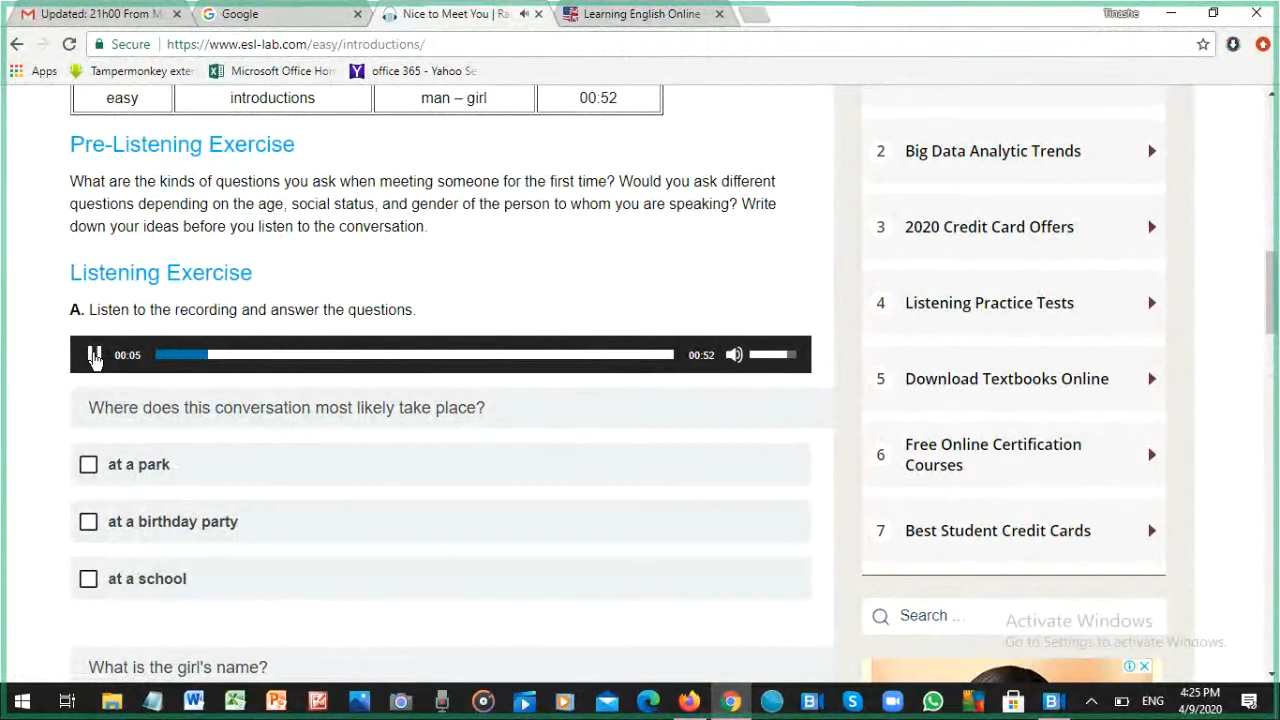 Updated: 21h00 From M
Google
Nice to Meet You | Ra
Learning English Online
Tinashe
Secure
https://www.esl-lab.com/easy/introductions/
Apps
Tampermonkey exter
Microsoft Office Hon
office 365 - Yahoo Se
easy introductions man – girl 00:52
Pre-Listening Exercise
What are the kinds of questions you ask when meeting someone for the first time? Would you ask different
questions depending on the age, social status, and gender of the person to whom you are speaking? Write
down your ideas before you listen to the conversation.
Listening Exercise
A. Listen to the recording and answer the questions.
00:05 00:52
Where does this conversation most likely take place?
at a park
at a birthday party
at a school
What is the girl's name?
2 Big Data Analytic Trends
3 2020 Credit Card Offers
4 Listening Practice Tests
5 Download Textbooks Online
6 Free Online Certification
Courses
7 Best Student Credit Cards
Search ...
Activate Windows
Go to Settings to activate Windows.
ENG
4:25 PM
4/9/2020